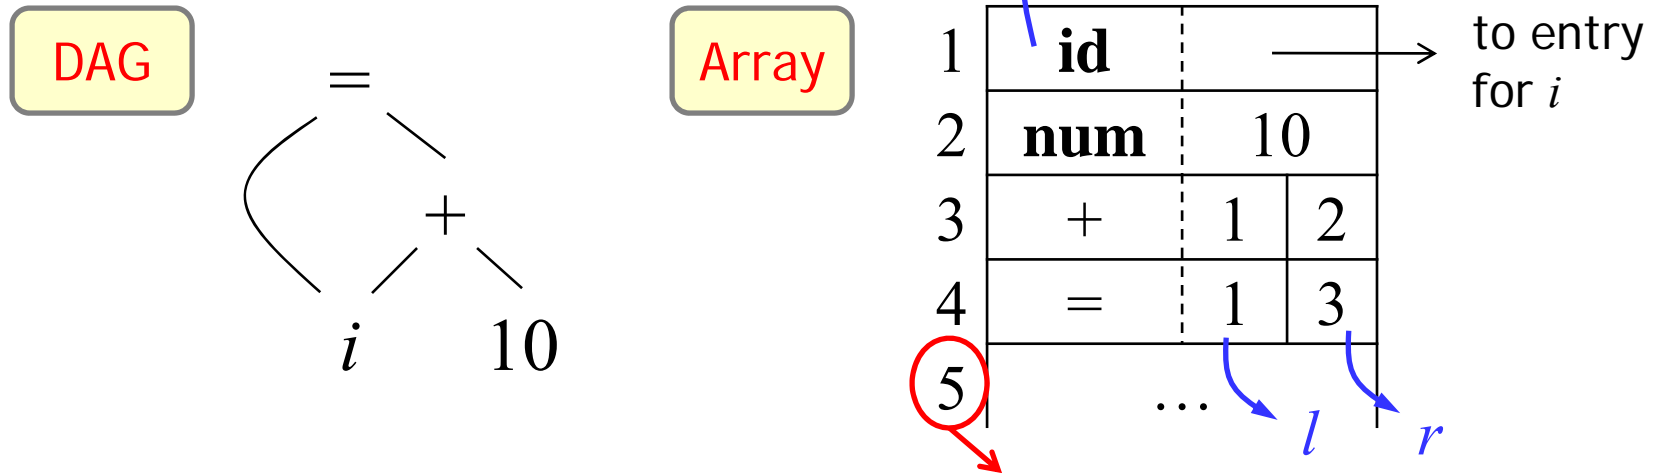 DAG
=
+
i 10
Array
1 id
to entry
for i
2 num 10
3 + 1 2
4 = 1 3
5 ...
l r